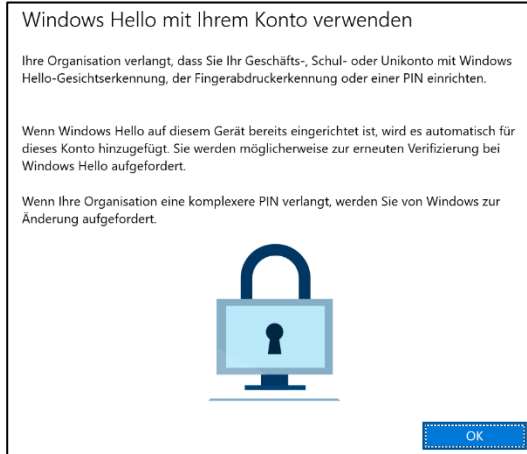 Windows Hello mit Ihrem Konto verwenden
Ihre Organisation verlangt, dass Sie Ihr Geschäfts-, Schul- oder Unikonto mit Windows
Hello-Gesichtserkennung, der Fingerabdruckerkennung oder einer PIN einrichten.
Wenn Windows Hello auf diesem Gerät bereits eingerichtet ist, wird es automatisch für
dieses Konto hinzugefügt. Sie werden möglicherweise zur erneuten Verifizierung bei
Windows Hello aufgefordert.
Wenn Ihre Organisation eine komplexere PIN verlangt, werden Sie von Windows zur
Änderung aufgefordert.
OK